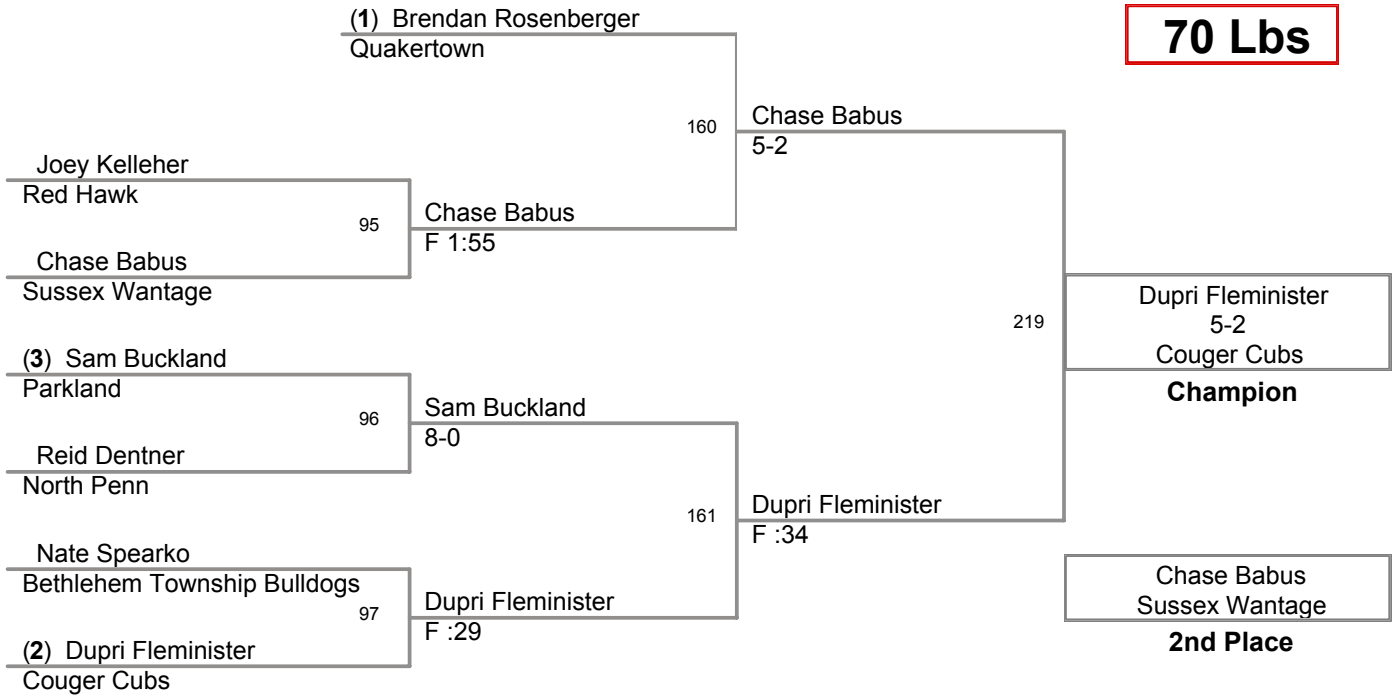 (1) Brendan Rosenberger
Quakertown
70 Lbs
160
Chase Babus
5-2
Joey Kelleher
Red Hawk
95
Chase Babus
F 1:55
Chase Babus
Sussex Wantage
219
Dupri Fleminister
5-2
Couger Cubs
Champion
(3) Sam Buckland
Parkland
96
Sam Buckland
8-0
Reid Dentner
North Penn
161
Dupri Fleminister
F :34
Nate Spearko
Bethlehem Township Bulldogs
97
Dupri Fleminister
F :29
(2) Dupri Fleminister
Couger Cubs
Chase Babus
Sussex Wantage
2nd Place